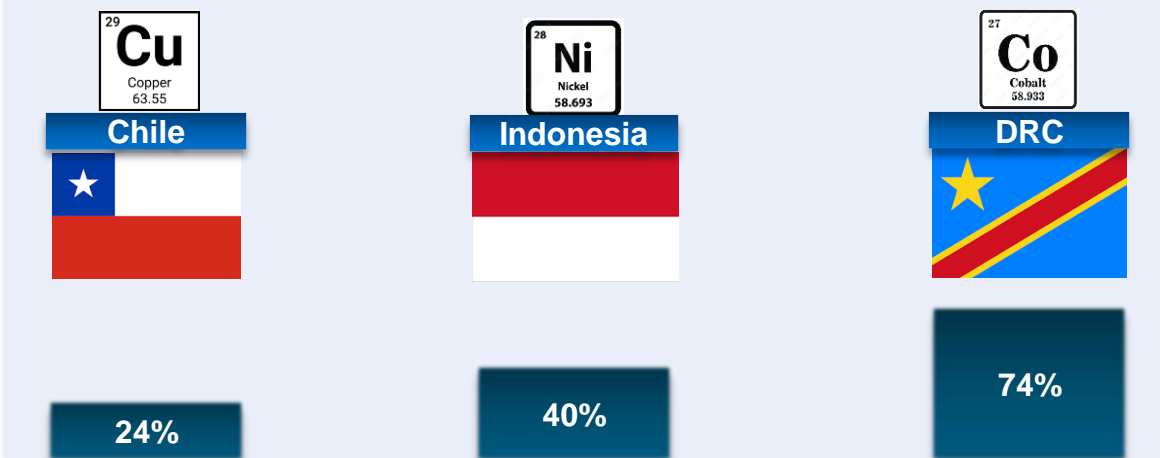 29
Cu
Copper
63.55
Chile
24%
28
Ni
Nickel
58.693
Indonesia
40%
27
Co
Cobalt
58.933
DRC
74%